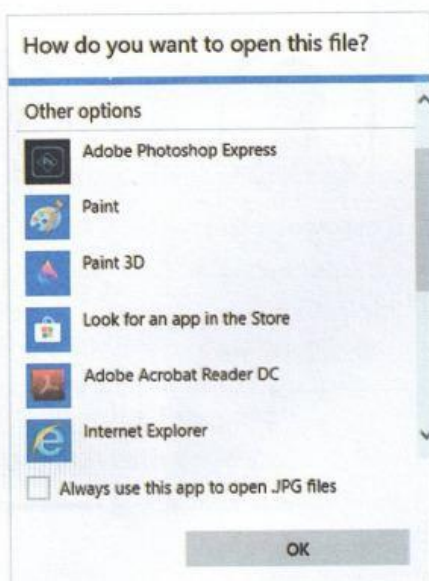 How do you want to open this file?
Other options
Adobe Photoshop Express
Paint
Paint 3D
Look for an app in the Store
Adobe Acrobat Reader DC
Internet Explorer
Always use this app to open .JPG files
OK